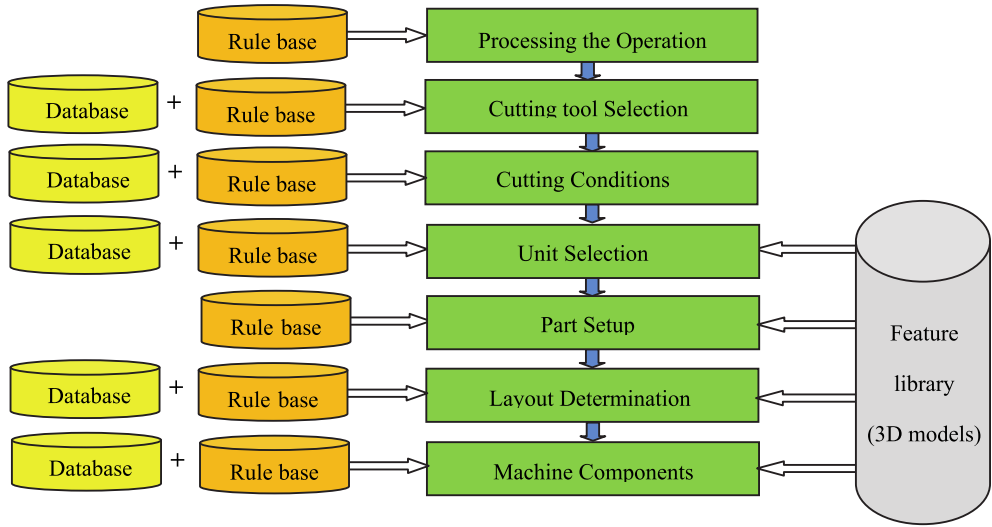 Rule base
Processing the Operation
Database + Rule base
Cutting tool Selection
Database + Rule base
Cutting Conditions
Database + Rule base
Unit Selection
Rule base
Part Setup
Database + Rule base
Layout Determination
Database + Rule base
Machine Components
Feature
library
(3D models)